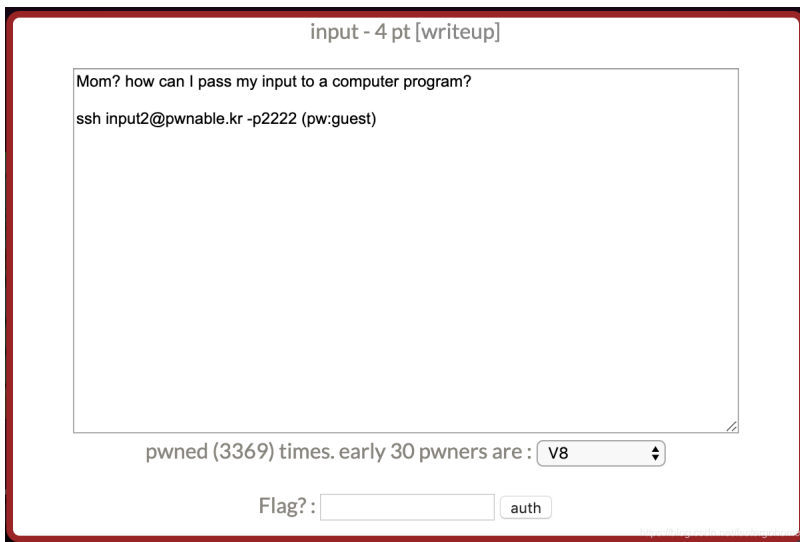 input - 4 pt [writeup]
Mom? how can I pass my input to a computer program?
ssh input2@pwnable.kr -p2222 (pw:guest)
pwned (3369) times. early 30 pwners are : V8
Flag? : auth